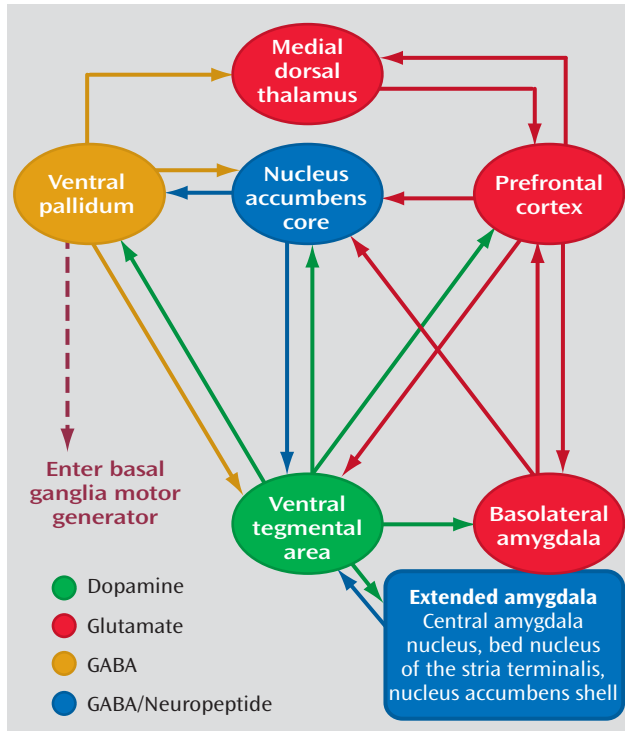 Medial
dorsal
thalamus
Ventral
pallidum
Nucleus
accumbens
core
Prefrontal
cortex
Enter basal
ganglia motor
generator
Ventral
tegmental
area
Basolateral
amygdala
Extended amygdala
Central amygdala
nucleus, bed nucleus
of the stria terminalis,
nucleus accumbens shell
Dopamine
Glutamate
GABA
GABA/Neuropeptide